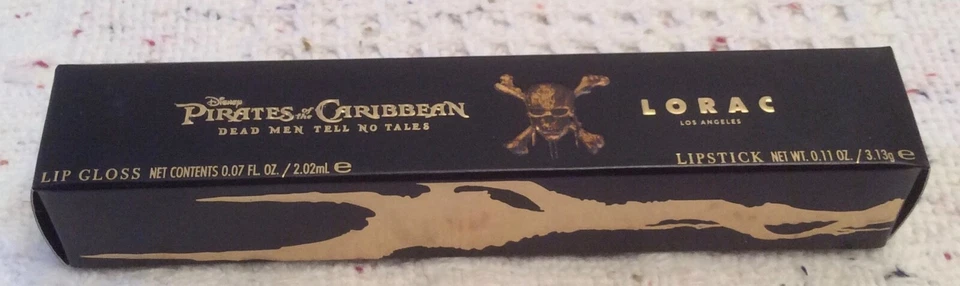 Disney
PIRATES of the CARIBBEAN
DEAD MEN TELL NO TALES
LORAC
LOS ANGELES
LIP GLOSS NET CONTENTS 0.07 FL. OZ. / 2.02mL ℮
LIPSTICK NET WT. 0.11 OZ. / 3.13g ℮